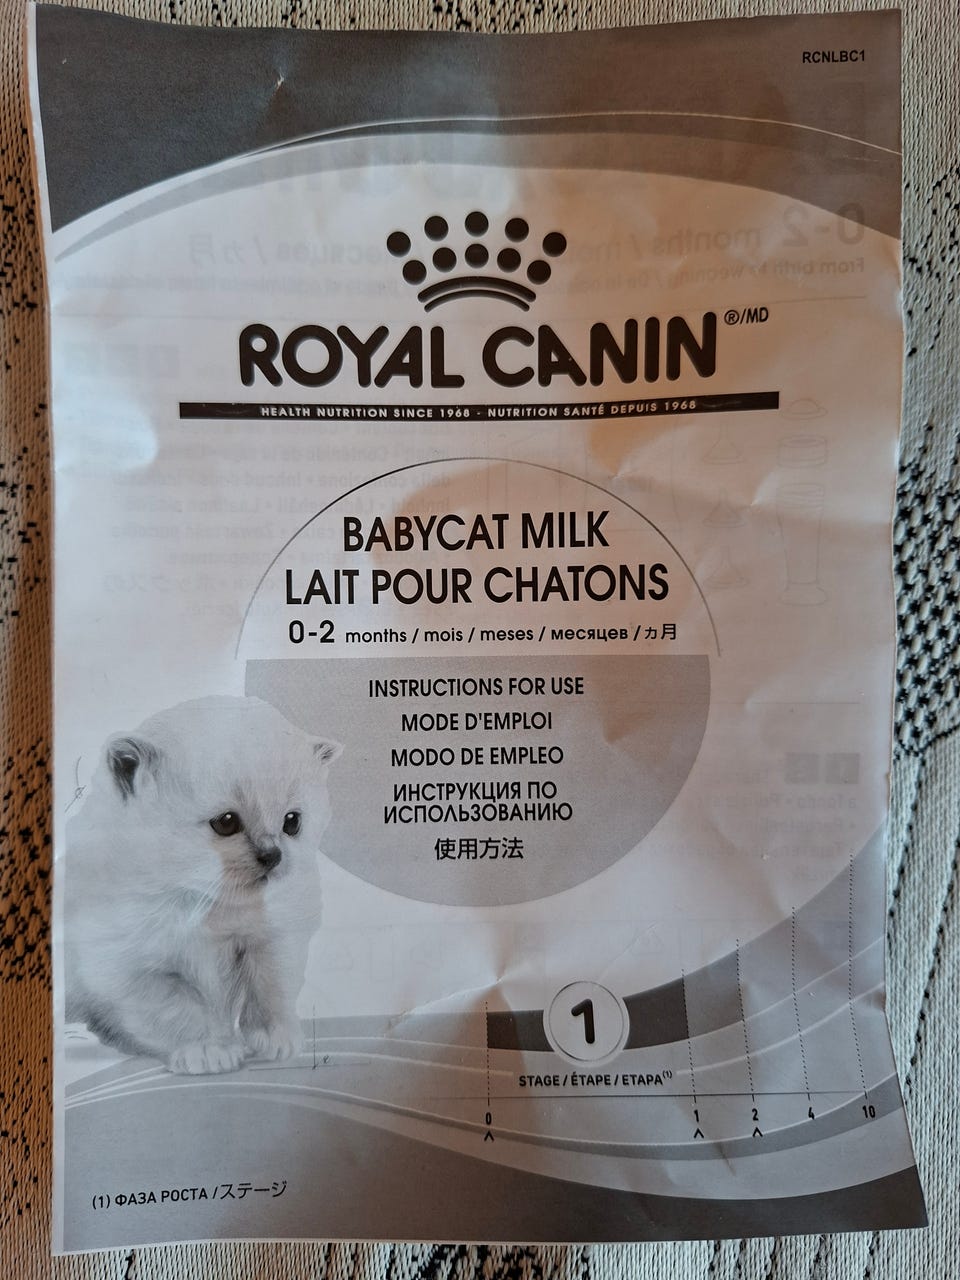 RCNLBC1
ROYAL CANIN ®/MD
HEALTH NUTRITION SINCE 1968 - NUTRITION SANTÉ DEPUIS 1968
BABYCAT MILK
LAIT POUR CHATONS
0-2 months / mois / meses / месяцев / ヵ月
INSTRUCTIONS FOR USE
MODE D'EMPLOI
MODO DE EMPLEO
ИНСТРУКЦИЯ ПО
ИСПОЛЬЗОВАНИЮ
使用方法
1
STAGE / ÉTAPE / ETAPA(1)
0 1 2 4 10
(1) ФАЗА РОСТА / ステージ